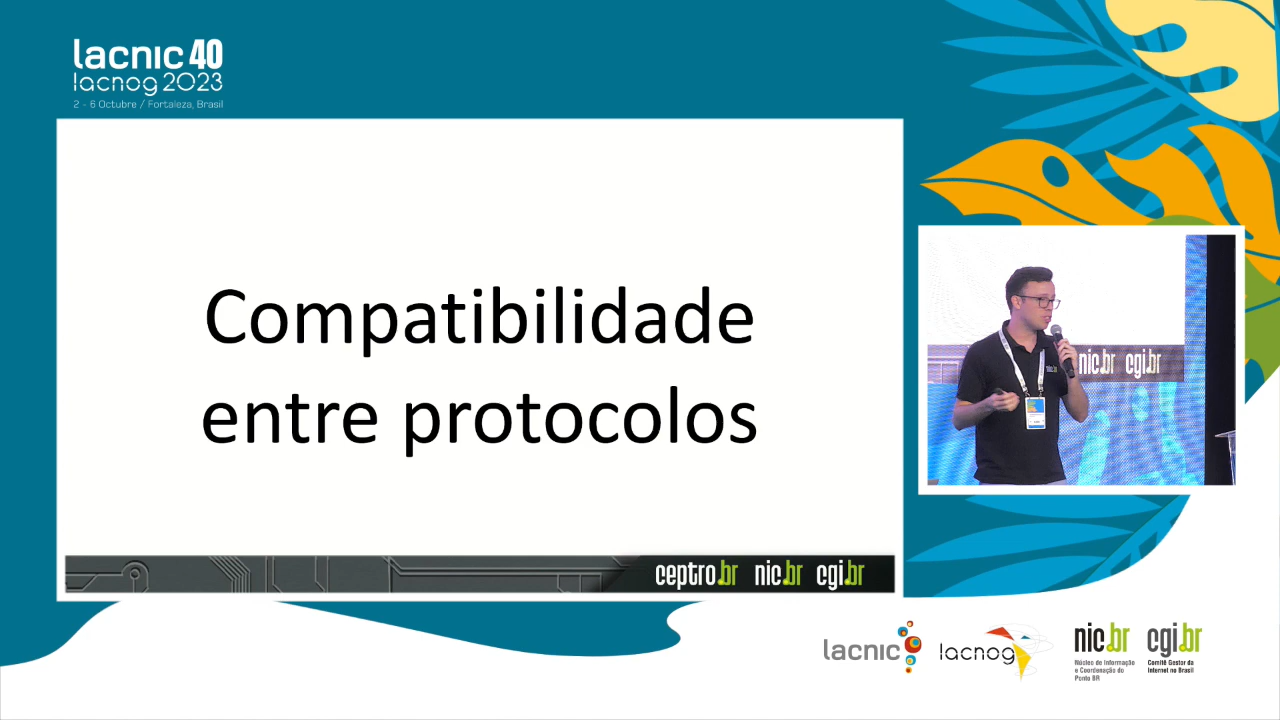 lacnic 40
lacnog 2023
2 - 6 Octubre / Fortaleza, Brasil
Compatibilidade
entre protocolos
ceptro.br nic.br cgi.br
nic.br cgi.br
lacnic
lacnog
nic.br
Núcleo de Informação
e Coordenação do
Ponto BR
cgi.br
Comitê Gestor da
Internet no Brasil